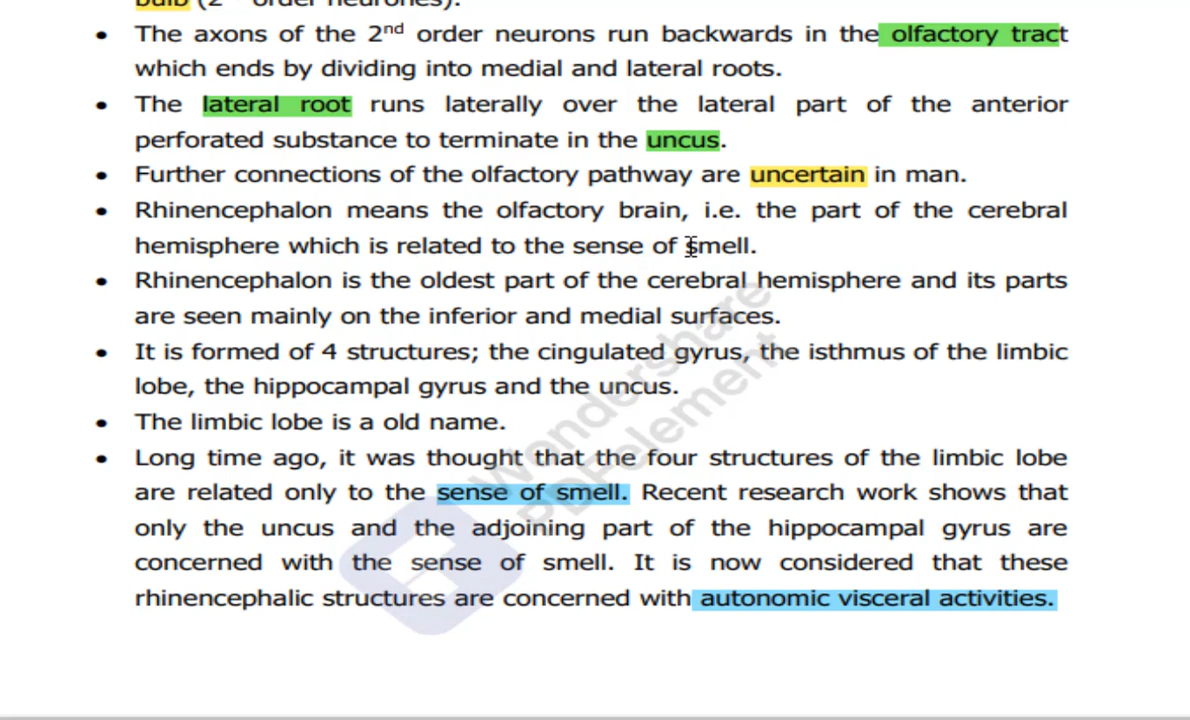 bulb (2nd order neurones).
• The axons of the 2nd order neurons run backwards in the olfactory tract
which ends by dividing into medial and lateral roots.
• The lateral root runs laterally over the lateral part of the anterior
perforated substance to terminate in the uncus.
• Further connections of the olfactory pathway are uncertain in man.
• Rhinencephalon means the olfactory brain, i.e. the part of the cerebral
hemisphere which is related to the sense of smell.
• Rhinencephalon is the oldest part of the cerebral hemisphere and its parts
are seen mainly on the inferior and medial surfaces.
• It is formed of 4 structures; the cingulated gyrus, the isthmus of the limbic
lobe, the hippocampal gyrus and the uncus.
• The limbic lobe is a old name.
• Long time ago, it was thought that the four structures of the limbic lobe
are related only to the sense of smell. Recent research work shows that
only the uncus and the adjoining part of the hippocampal gyrus are
concerned with the sense of smell. It is now considered that these
rhinencephalic structures are concerned with autonomic visceral activities.
Wondershare
PDFelement